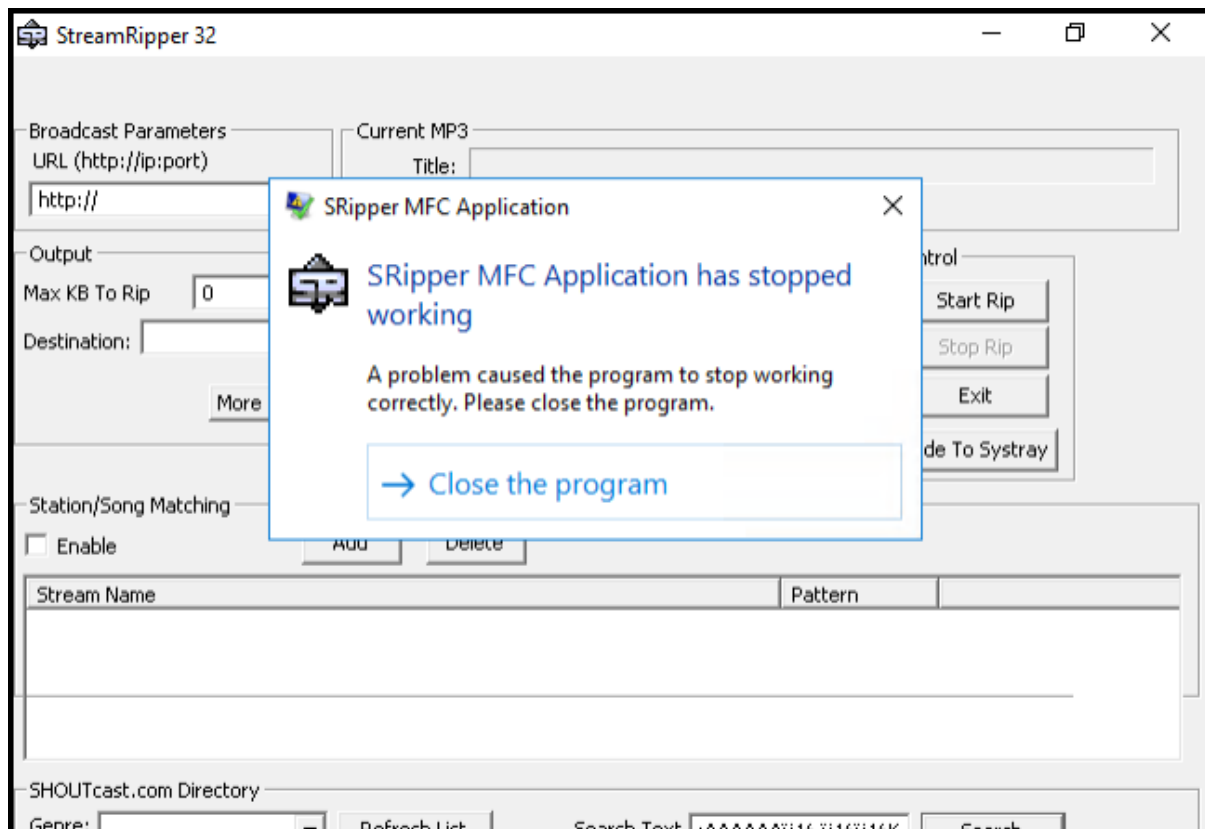 StreamRipper 32
Broadcast Parameters
Current MP3
URL (http://ip:port)
Title:
http://
SRipper MFC Application
SRipper MFC Application has stopped
working
A problem caused the program to stop working
correctly. Please close the program.
Close the program
Output
Max KB To Rip
0
Destination:
More
Start Rip
Stop Rip
Exit
To Systray
Station/Song Matching
Enable
Add
Delete
Stream Name
Pattern
SHOUTcast.com Directory
Genre:
Refresh List
Search Text
Search